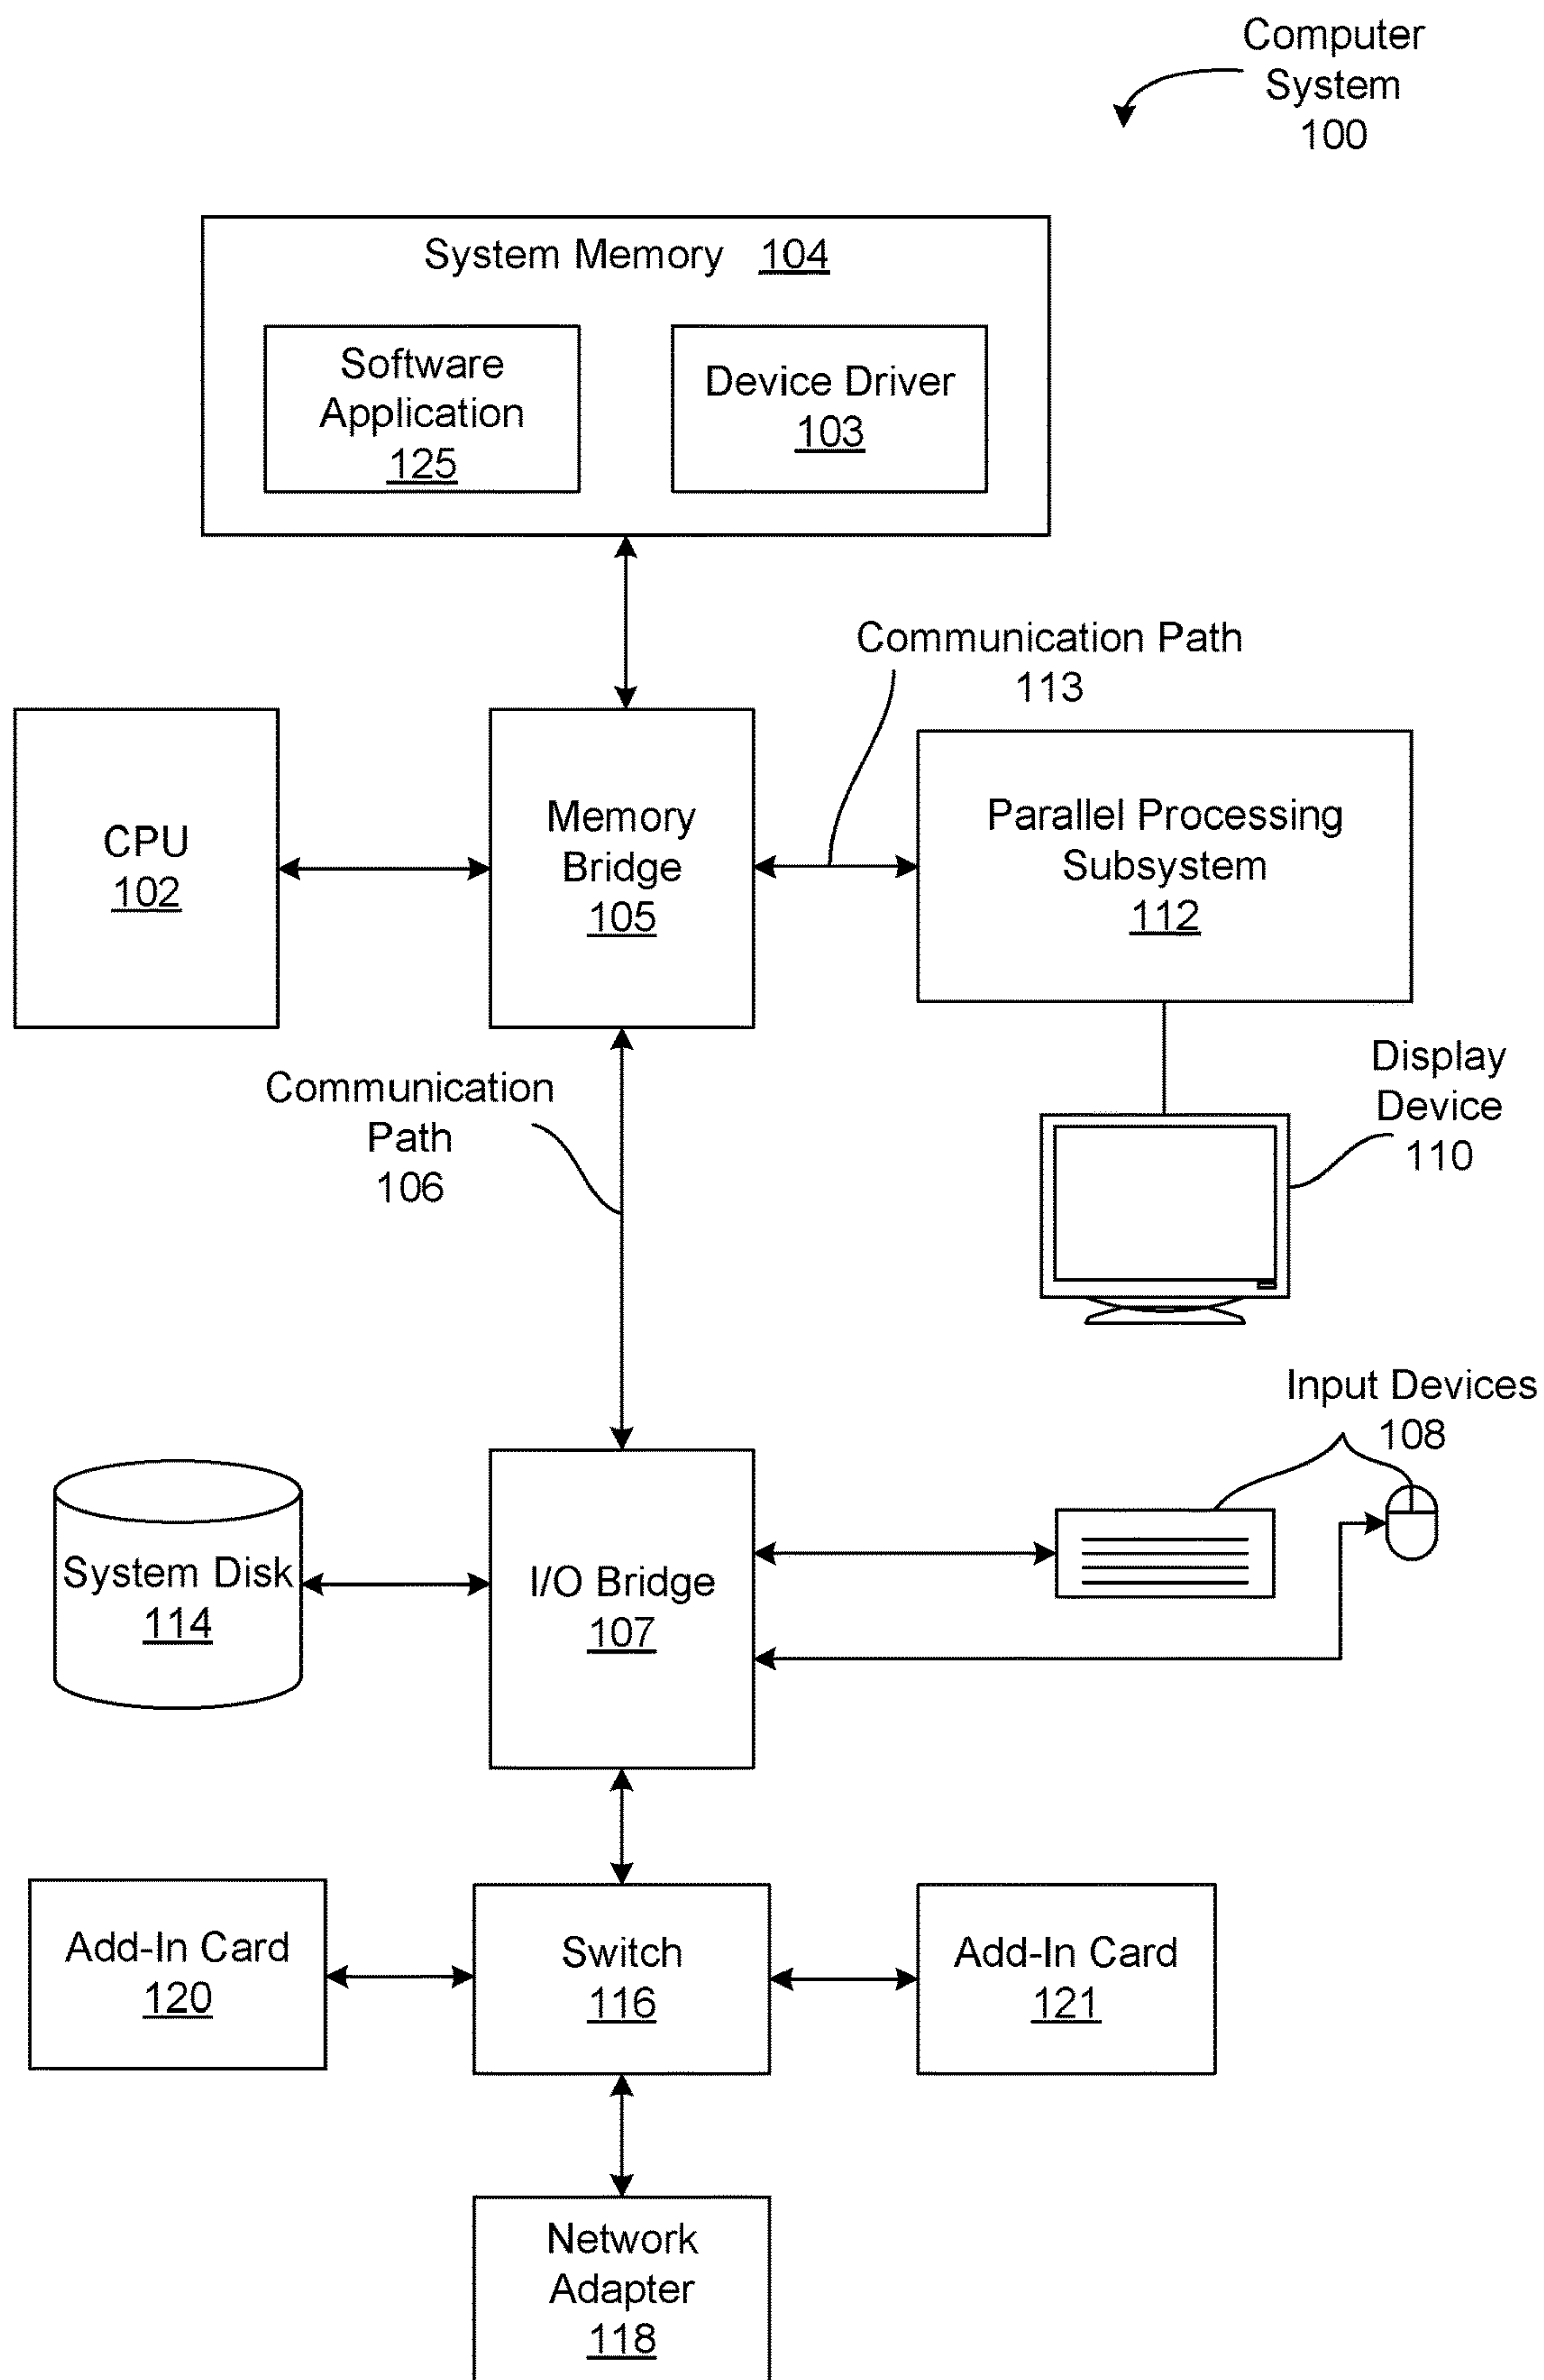 Computer
System
100
System Memory 104
Software
Application
125
Device Driver
103
Communication Path
113
CPU
102
Memory
Bridge
105
Parallel Processing
Subsystem
112
Communication
Path
106
Display
Device
110
Input Devices
108
System Disk
114
I/O Bridge
107
Add-In Card
120
Switch
116
Add-In Card
121
Network
Adapter
118